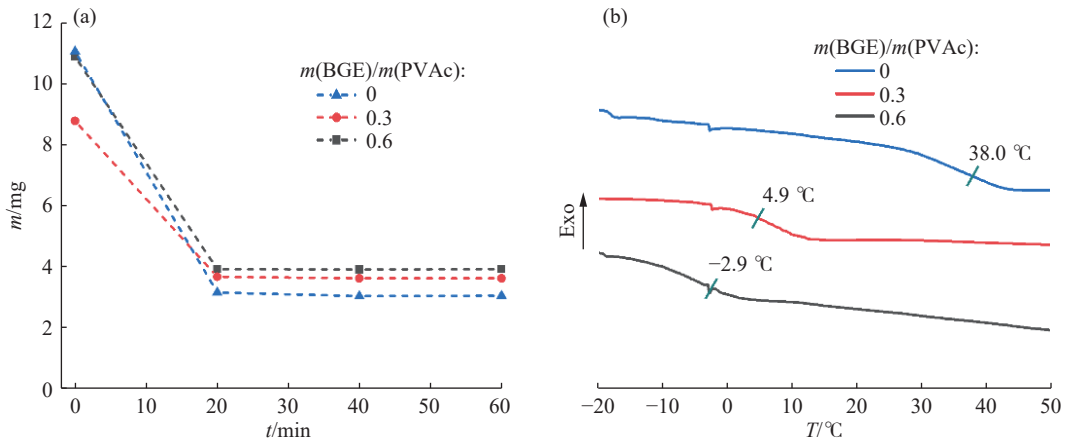 (a)
12
10
8
6
4
2
0
m/mg
m(BGE)/m(PVAc):
0
0.3
0.6
0 10 20 30 40 50 60
t/min
(b)
m(BGE)/m(PVAc):
0
0.3
0.6
38.0 ℃
4.9 ℃
−2.9 ℃
Exo
−20 −10 0 10 20 30 40 50
T/℃